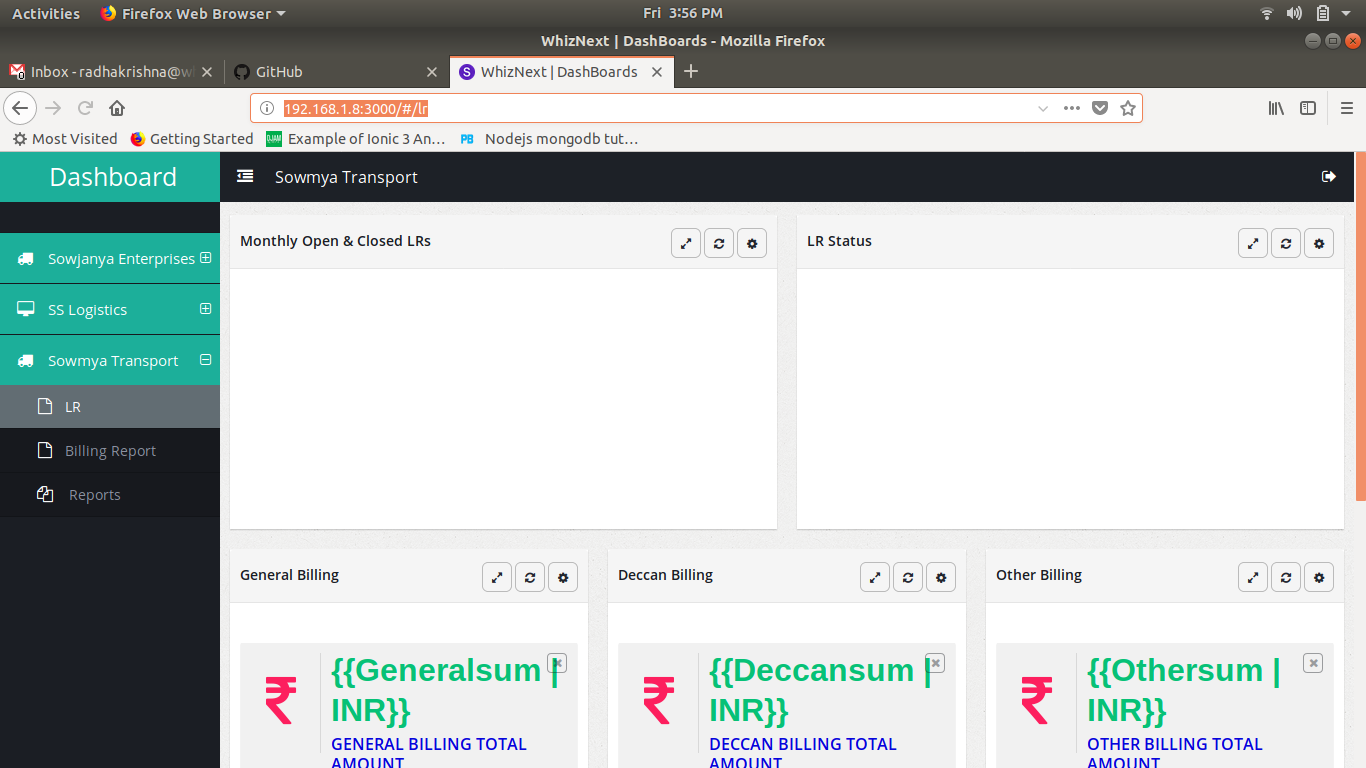 Activities Firefox Web Browser Fri 3:56 PM
WhizNext | DashBoards - Mozilla Firefox
Inbox - radhakrishna@w GitHub WhizNext | DashBoards
192.168.1.8:3000/#/lr
Most Visited Getting Started Example of Ionic 3 An… PB Nodejs mongodb tut…
Dashboard Sowmya Transport
Sowjanya Enterprises
SS Logistics
Sowmya Transport
LR
Billing Report
Reports
Monthly Open & Closed LRs LR Status
General Billing Deccan Billing Other Billing
₹ {{Generalsum |
INR}}
GENERAL BILLING TOTAL
AMOUNT
₹ {{Deccansum |
INR}}
DECCAN BILLING TOTAL
AMOUNT
₹ {{Othersum |
INR}}
OTHER BILLING TOTAL
AMOUNT